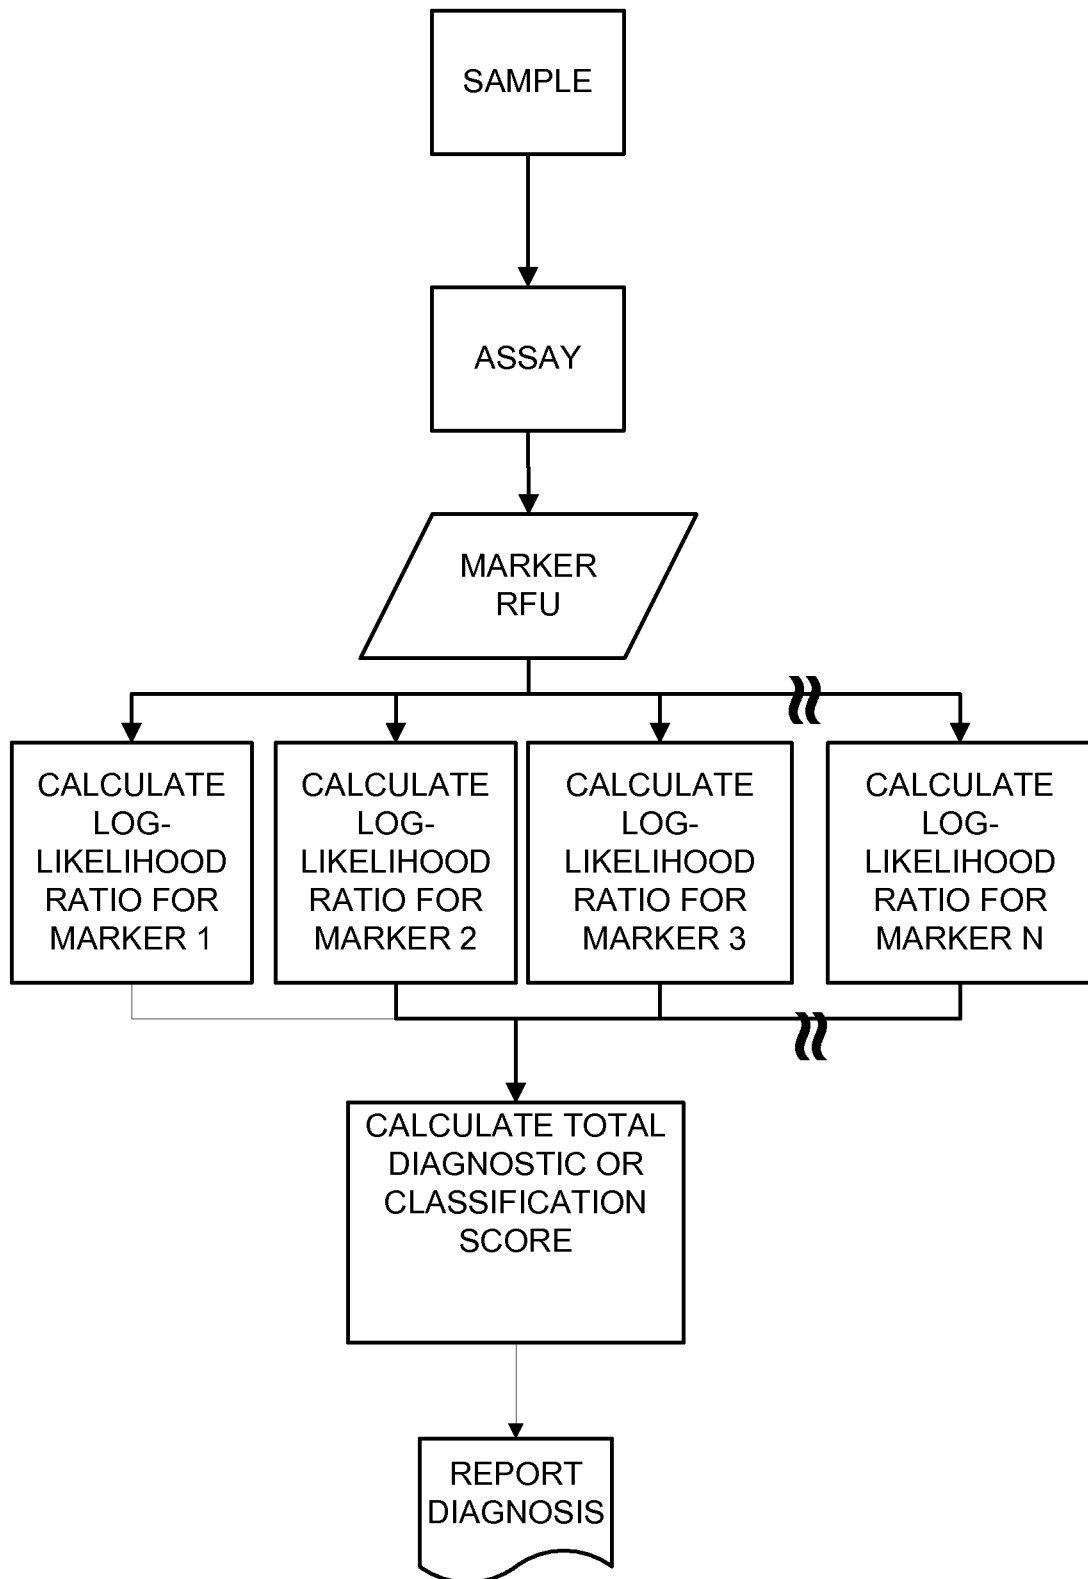 SAMPLE
ASSAY
MARKER
RFU
CALCULATE
LOG-
LIKELIHOOD
RATIO FOR
MARKER 1
CALCULATE
LOG-
LIKELIHOOD
RATIO FOR
MARKER 2
CALCULATE
LOG-
LIKELIHOOD
RATIO FOR
MARKER 3
CALCULATE
LOG-
LIKELIHOOD
RATIO FOR
MARKER N
CALCULATE TOTAL
DIAGNOSTIC OR
CLASSIFICATION
SCORE
REPORT
DIAGNOSIS